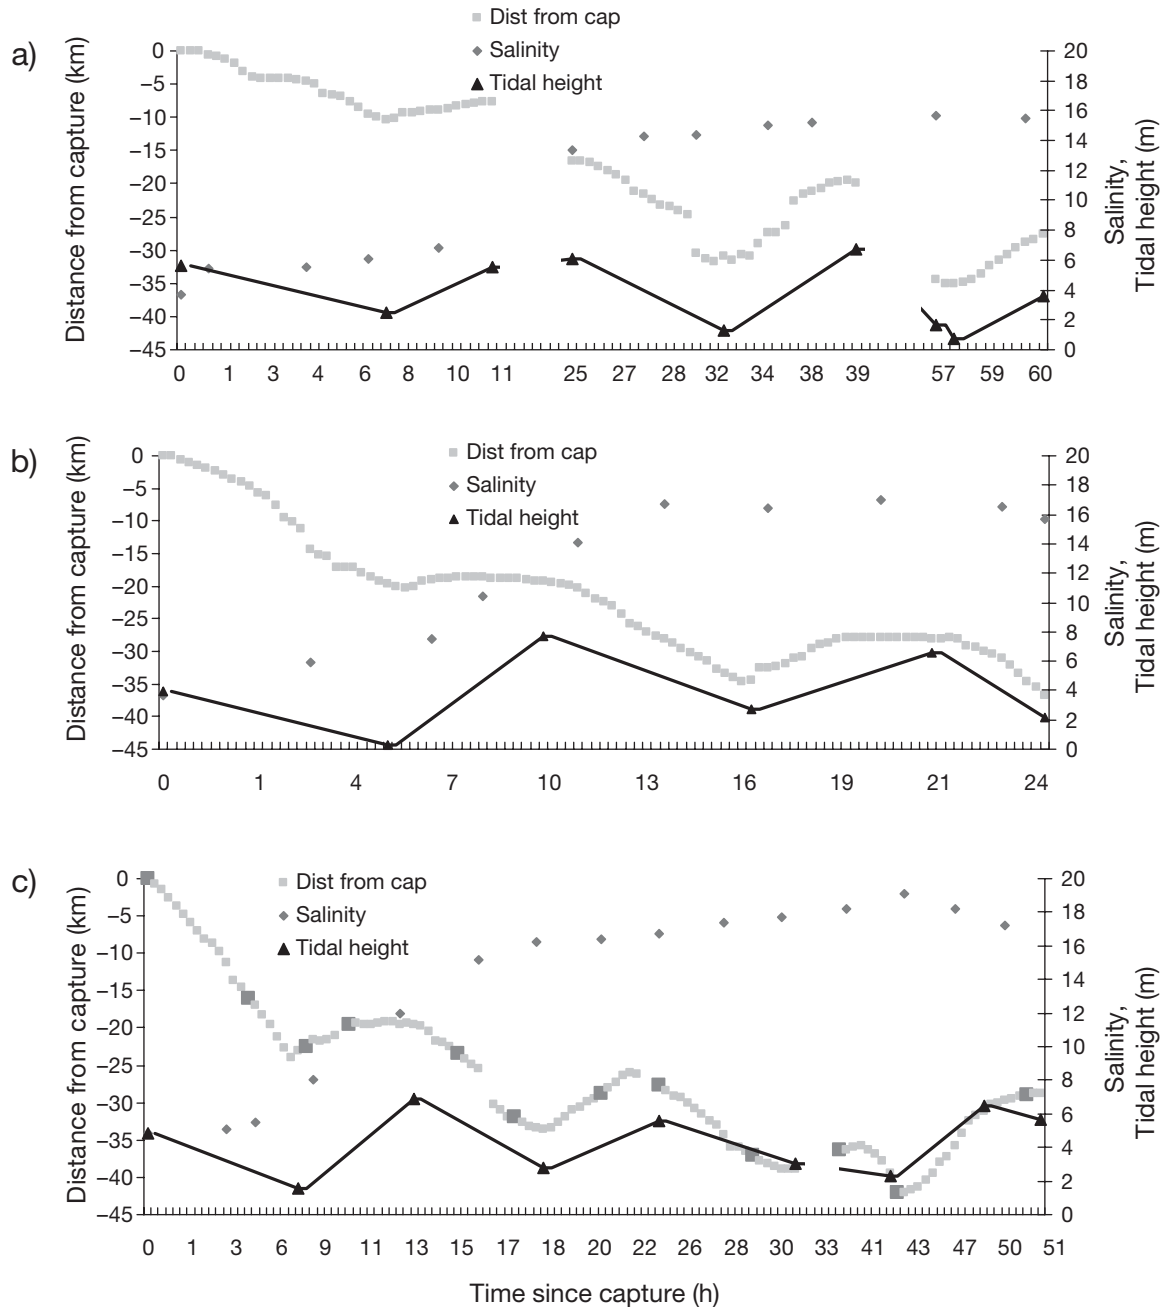 a)
Dist from cap
Salinity
Tidal height
Distance from capture (km)
0
−5
−10
−15
−20
−25
−30
−35
−40
−45
20
18
16
14
12
10
8
6
4
2
0
Salinity,
Tidal height (m)
0 1 3 4 6 8 10 11 25 27 28 32 34 38 39 57 59 60
b)
Dist from cap
Salinity
Tidal height
Distance from capture (km)
0
−5
−10
−15
−20
−25
−30
−35
−40
−45
20
18
16
14
12
10
8
6
4
2
0
Salinity,
Tidal height (m)
0 1 4 7 10 13 16 19 21 24
c)
Dist from cap
Salinity
Tidal height
Distance from capture (km)
0
−5
−10
−15
−20
−25
−30
−35
−40
−45
20
18
16
14
12
10
8
6
4
2
0
Salinity,
Tidal height (m)
0 1 3 6 9 11 13 15 17 18 20 22 26 28 30 33 41 43 47 50 51
Time since capture (h)